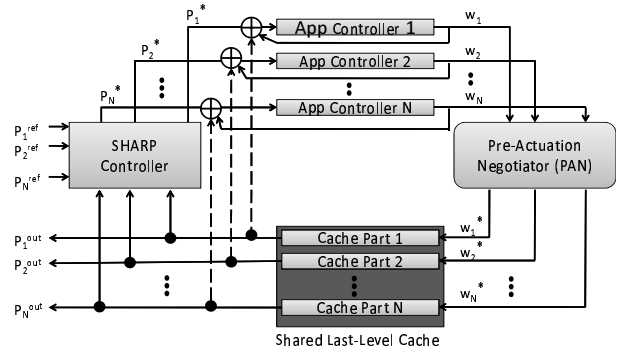 P1*
App Controller 1
w1
P2*
App Controller 2
w2
PN*
App Controller N
wN
P1ref
P2ref
PNref
SHARP
Controller
Pre-Actuation
Negotiator (PAN)
P1out
Cache Part 1
w1*
P2out
Cache Part 2
w2*
PNout
Cache Part N
wN*
Shared Last-Level Cache